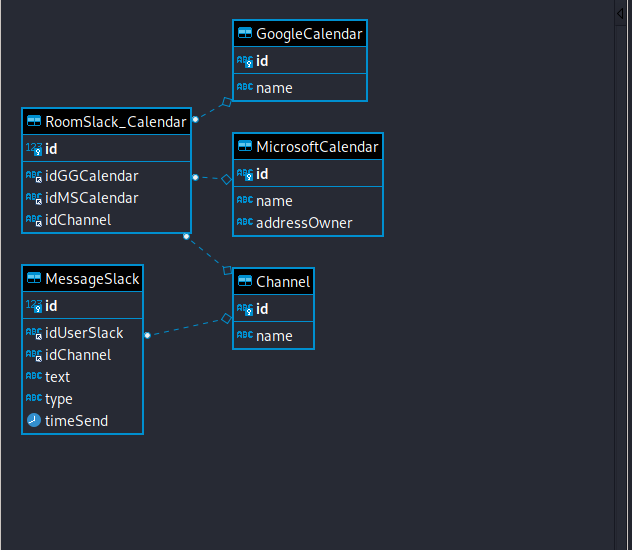 GoogleCalendar
ABC id
ABC name
RoomSlack_Calendar
123 id
ABC idGGCalendar
ABC idMSCalendar
ABC idChannel
MicrosoftCalendar
ABC id
ABC name
ABC addressOwner
MessageSlack
123 id
ABC idUserSlack
ABC idChannel
ABC text
ABC type
timeSend
Channel
ABC id
ABC name